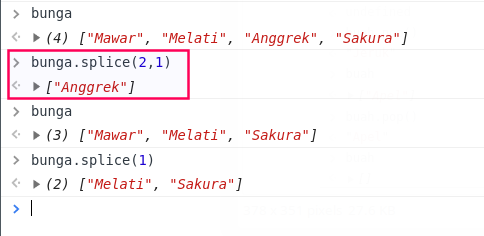 > bunga
<· ▶ (4) ["Mawar", "Melati", "Anggrek", "Sakura"]
> bunga.splice(2,1)
<· ▶ ["Anggrek"]
> bunga
<· ▶ (3) ["Mawar", "Melati", "Sakura"]
> bunga.splice(1)
<· ▶ (2) ["Melati", "Sakura"]
>